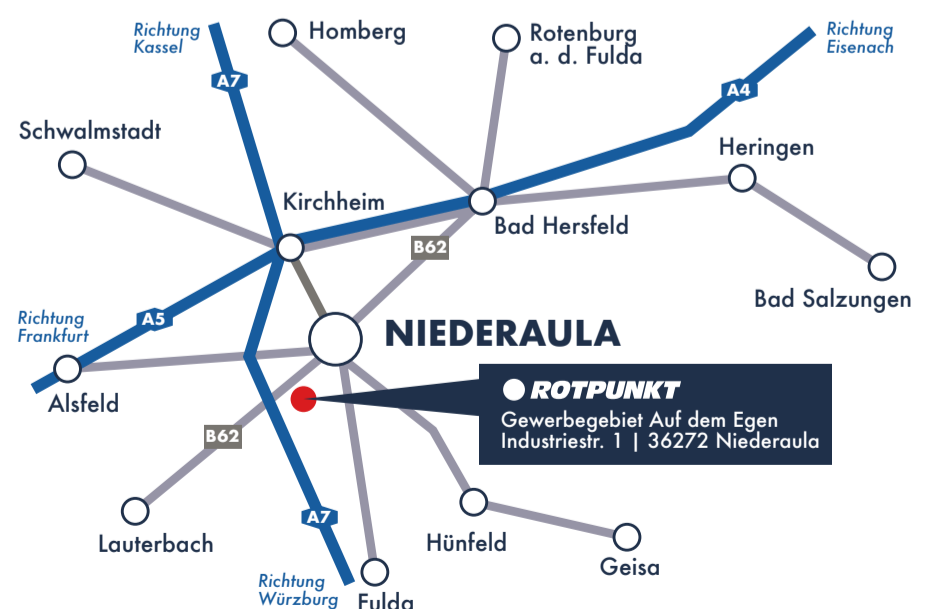 Richtung
Kassel
Homberg
Rotenburg
a. d. Fulda
Richtung
Eisenach
A7
A4
Schwalmstadt
Heringen
Kirchheim
Bad Hersfeld
B62
Bad Salzungen
Richtung
Frankfurt
A5
NIEDERAULA
Alsfeld
ROTPUNKT
Gewerbegebiet Auf dem Egen
Industriestr. 1 | 36272 Niederaula
B62
A7
Lauterbach
Hünfeld
Geisa
Richtung
Würzburg
Fulda